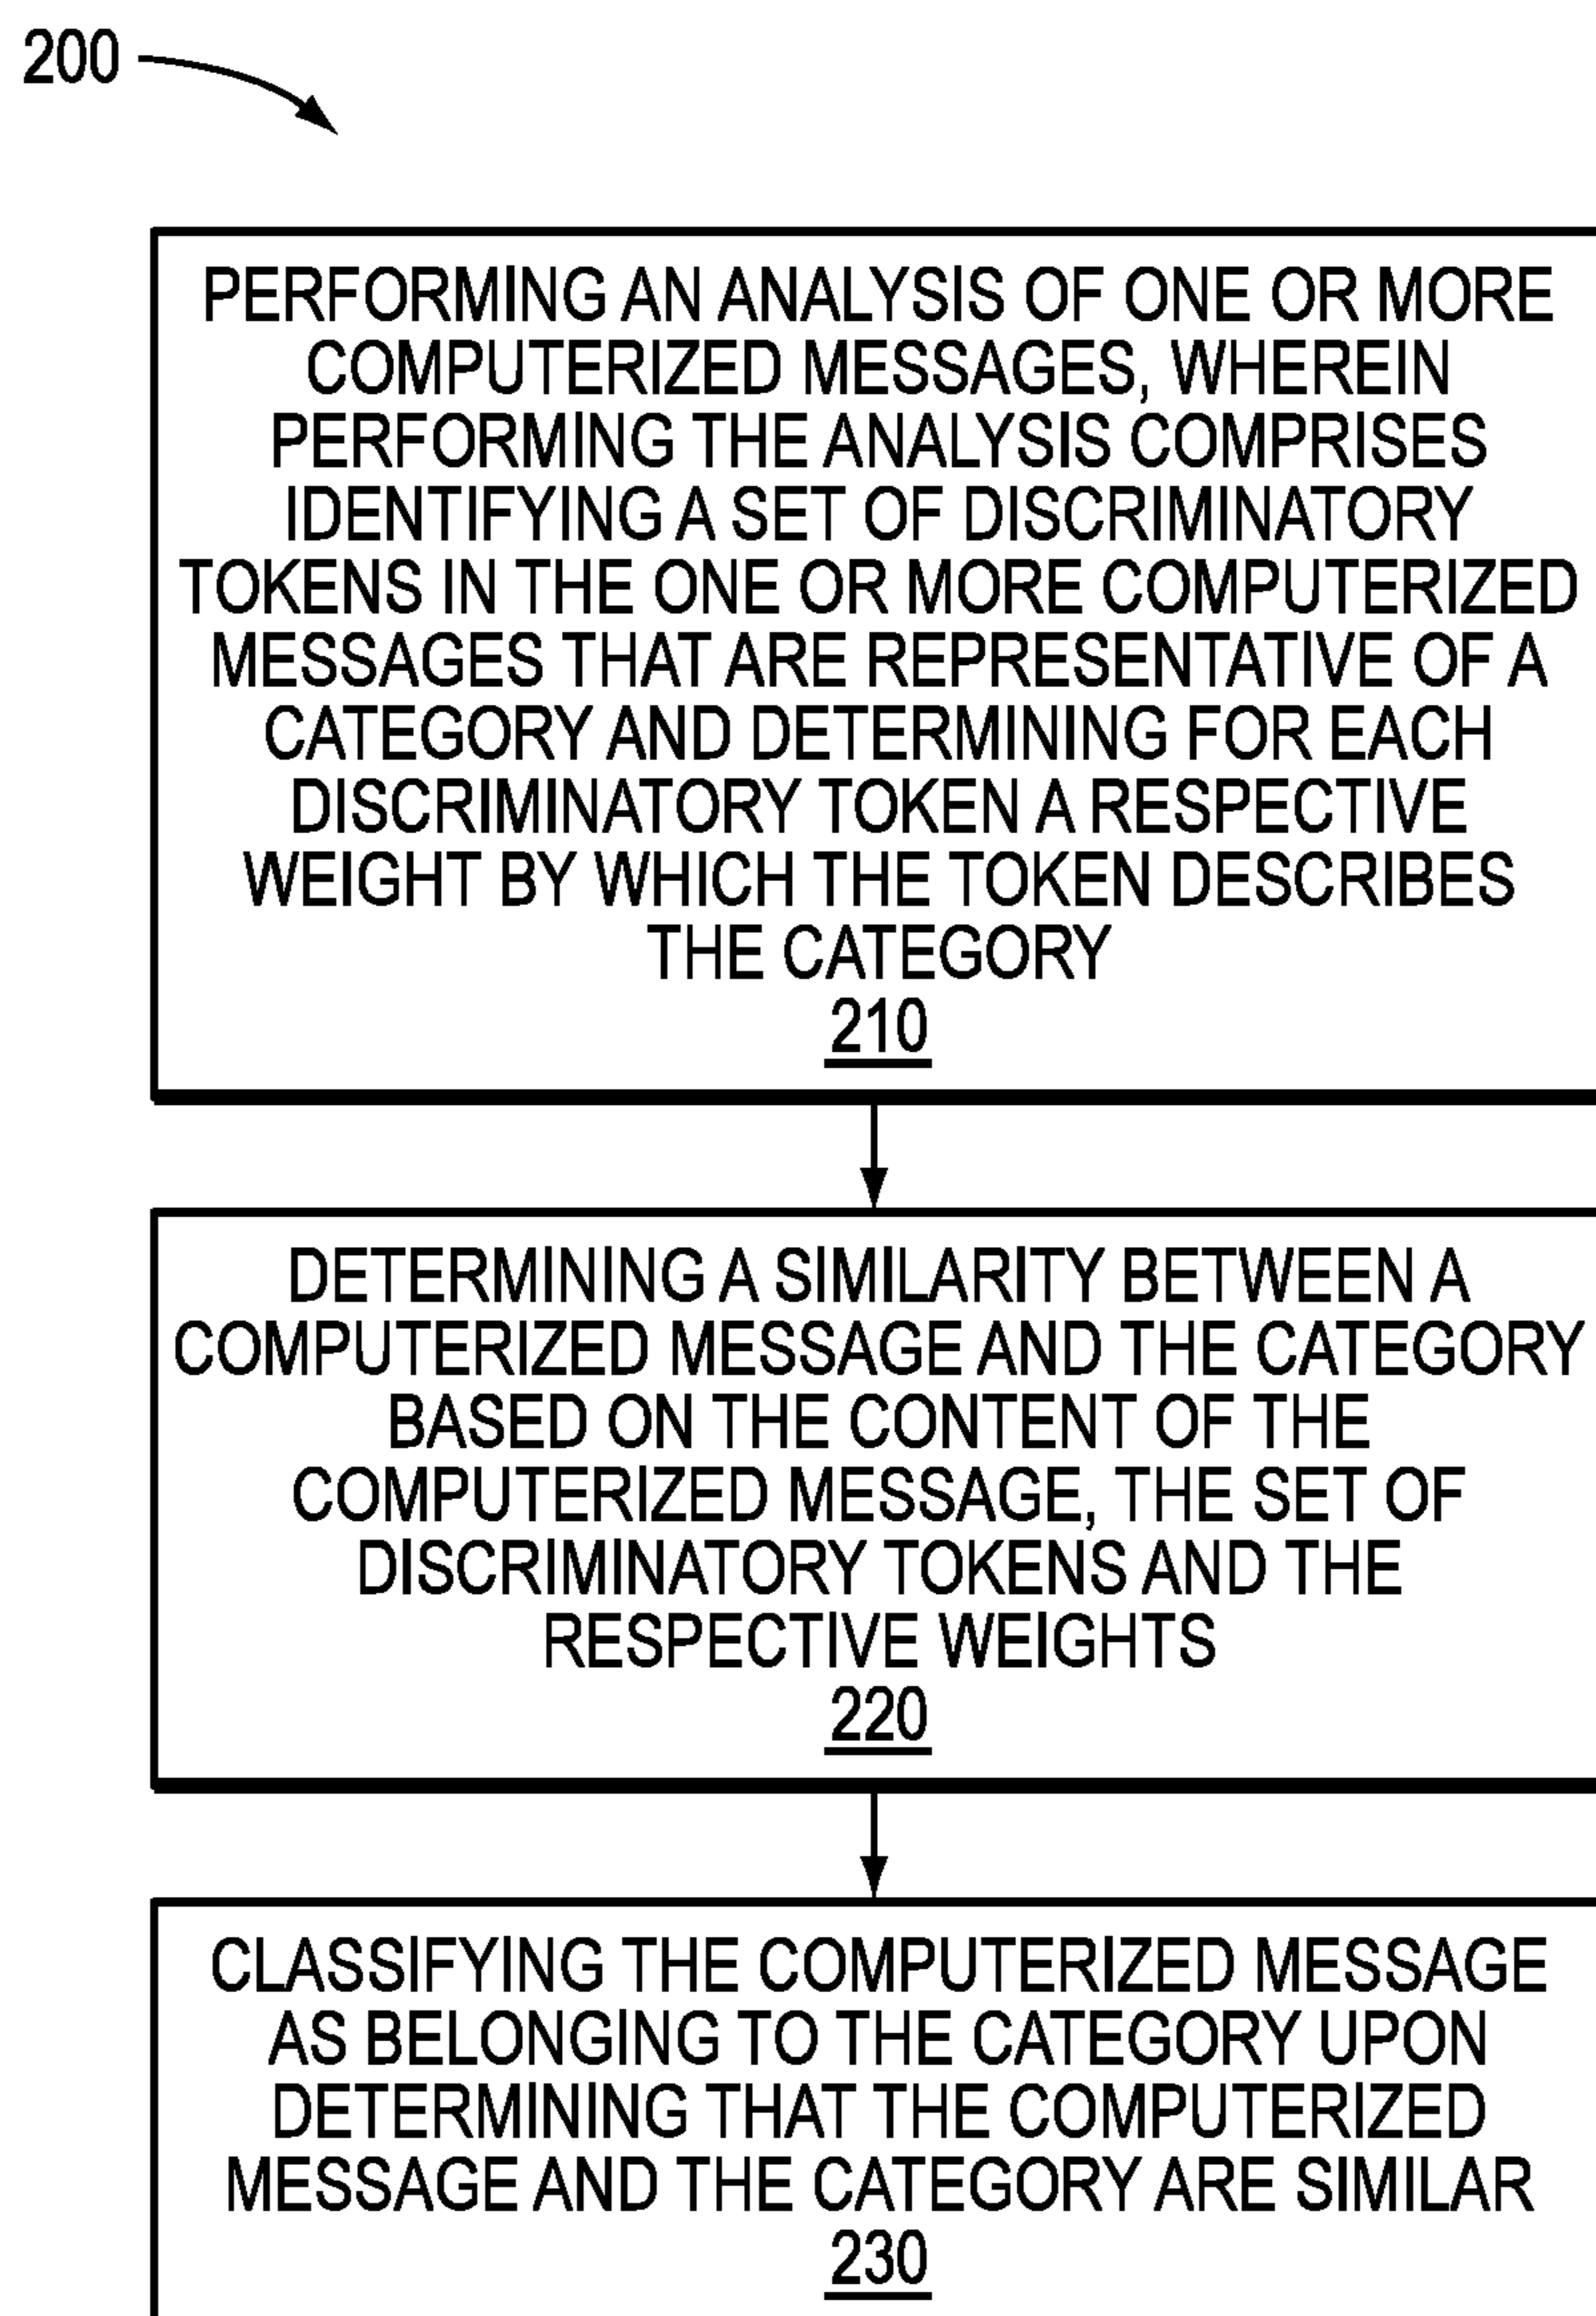 200
PERFORMING AN ANALYSIS OF ONE OR MORE
COMPUTERIZED MESSAGES, WHEREIN
PERFORMING THE ANALYSIS COMPRISES
IDENTIFYING A SET OF DISCRIMINATORY
TOKENS IN THE ONE OR MORE COMPUTERIZED
MESSAGES THAT ARE REPRESENTATIVE OF A
CATEGORY AND DETERMINING FOR EACH
DISCRIMINATORY TOKEN A RESPECTIVE
WEIGHT BY WHICH THE TOKEN DESCRIBES
THE CATEGORY
210
DETERMINING A SIMILARITY BETWEEN A
COMPUTERIZED MESSAGE AND THE CATEGORY
BASED ON THE CONTENT OF THE
COMPUTERIZED MESSAGE, THE SET OF
DISCRIMINATORY TOKENS AND THE
RESPECTIVE WEIGHTS
220
CLASSIFYING THE COMPUTERIZED MESSAGE
AS BELONGING TO THE CATEGORY UPON
DETERMINING THAT THE COMPUTERIZED
MESSAGE AND THE CATEGORY ARE SIMILAR
230